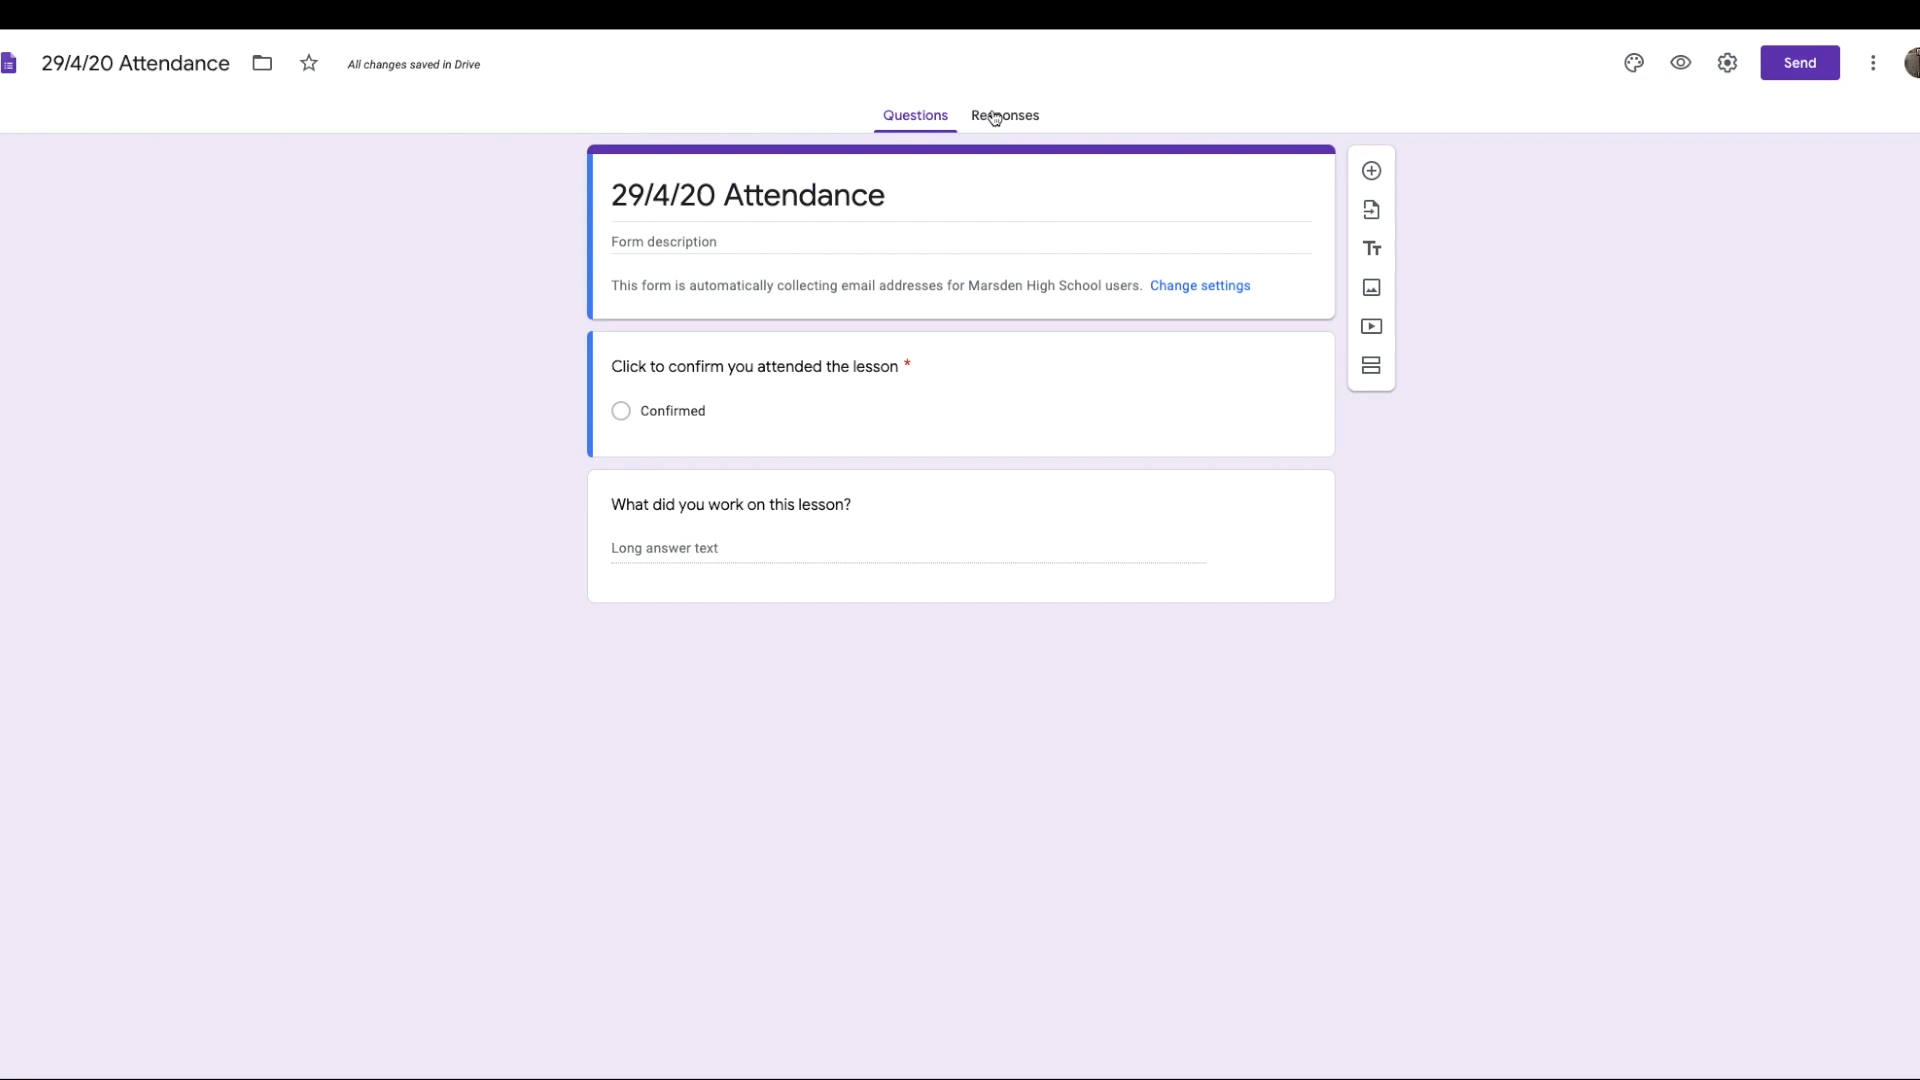 29/4/20 Attendance
All changes saved in Drive
Send
Questions
Responses
29/4/20 Attendance
Form description
This form is automatically collecting email addresses for Marsden High School users. Change settings
Click to confirm you attended the lesson *
Confirmed
What did you work on this lesson?
Long answer text